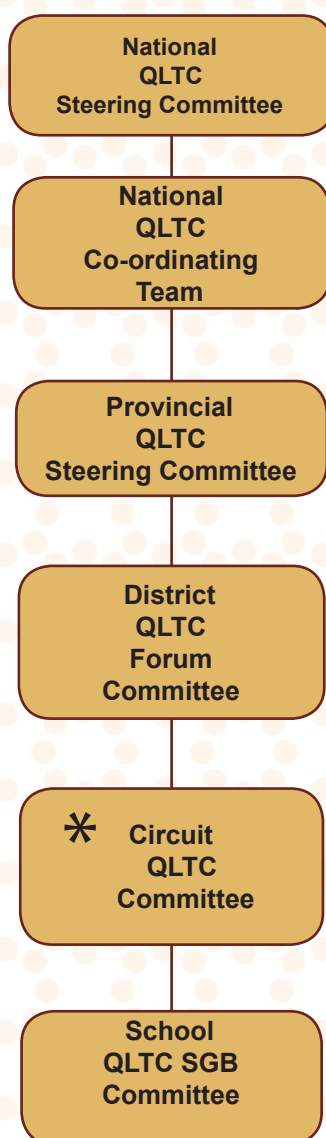 National
QLTC
Steering Committee
National
QLTC
Co-ordinating
Team
Provincial
QLTC
Steering Committee
District
QLTC
Forum
Committee
* Circuit
QLTC
Committee
School
QLTC SGB
Committee